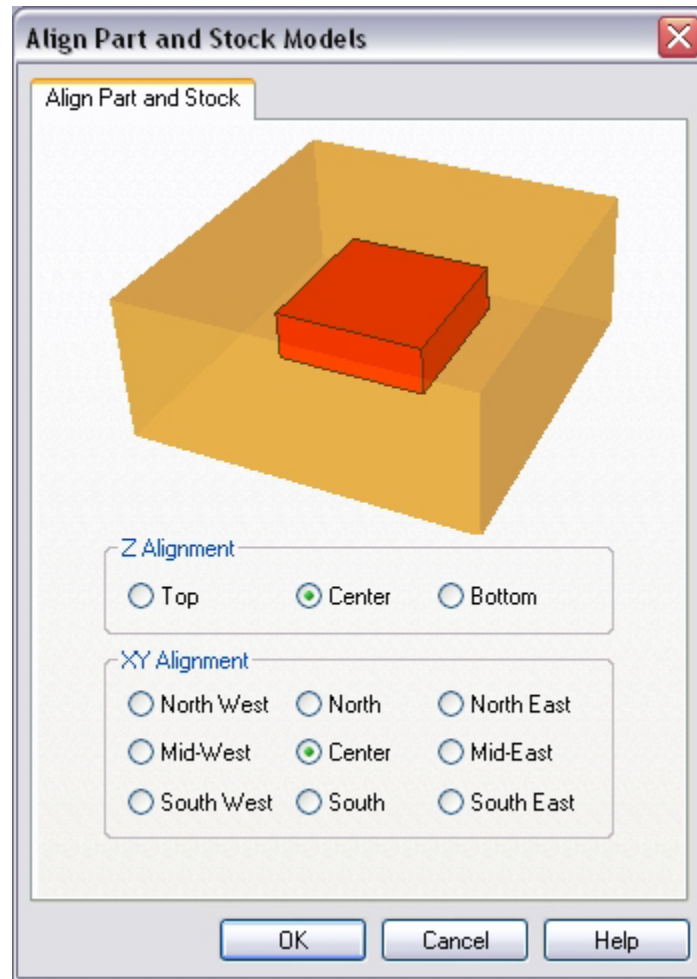 Align Part and Stock Models
Align Part and Stock
Z Alignment
Top Center Bottom
XY Alignment
North West North North East
Mid-West Center Mid-East
South West South South East
OK Cancel Help